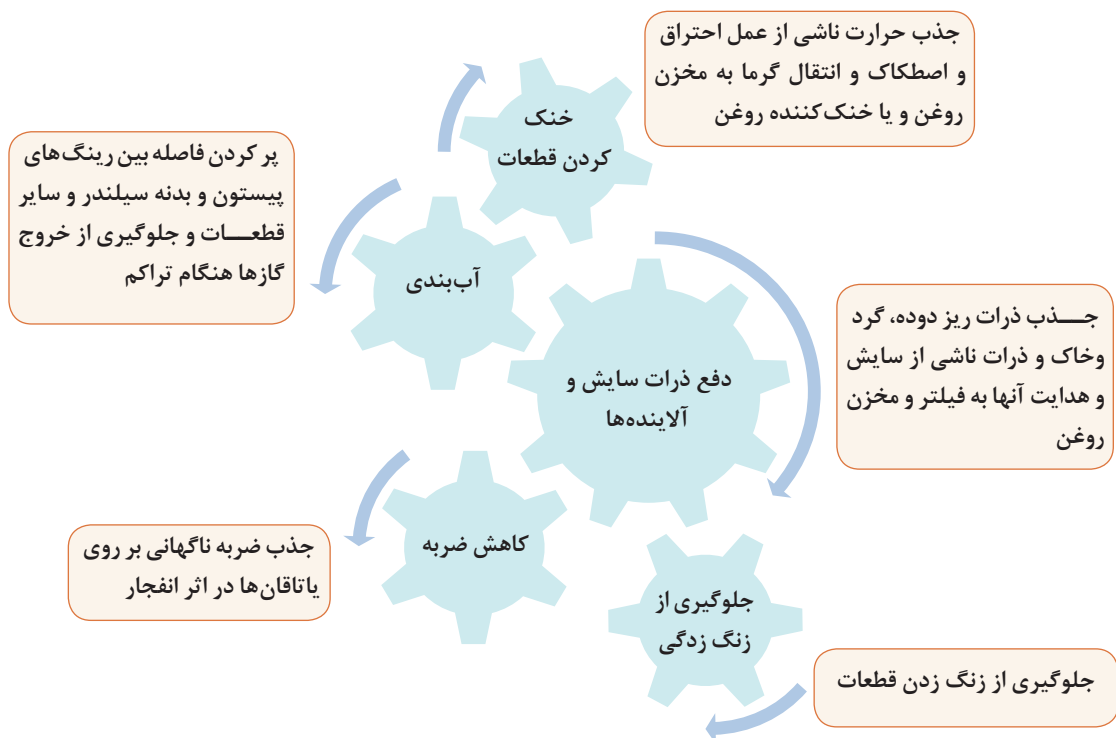 جذب حرارت ناشی از عمل احتراق
و اصطکاک و انتقال گرما به مخزن
روغن و یا خنک‌کننده روغن
خنک
کردن قطعات
پر کردن فاصله بین رینگ‌های
پیستون و بدنه سیلندر و سایر
قطعـــات و جلوگیری از خروج
گازها هنگام تراکم
آب‌بندی
جـــذب ذرات ریز دوده، گرد
وخاک و ذرات ناشی از سایش
و هدایت آنها به فیلتر و مخزن
روغن
دفع ذرات سایش و
آلاینده‌ها
کاهش ضربه
جذب ضربه ناگهانی بر روی
یاتاقان‌ها در اثر انفجار
جلوگیری از
زنگ زدگی
جلوگیری از زنگ زدن قطعات